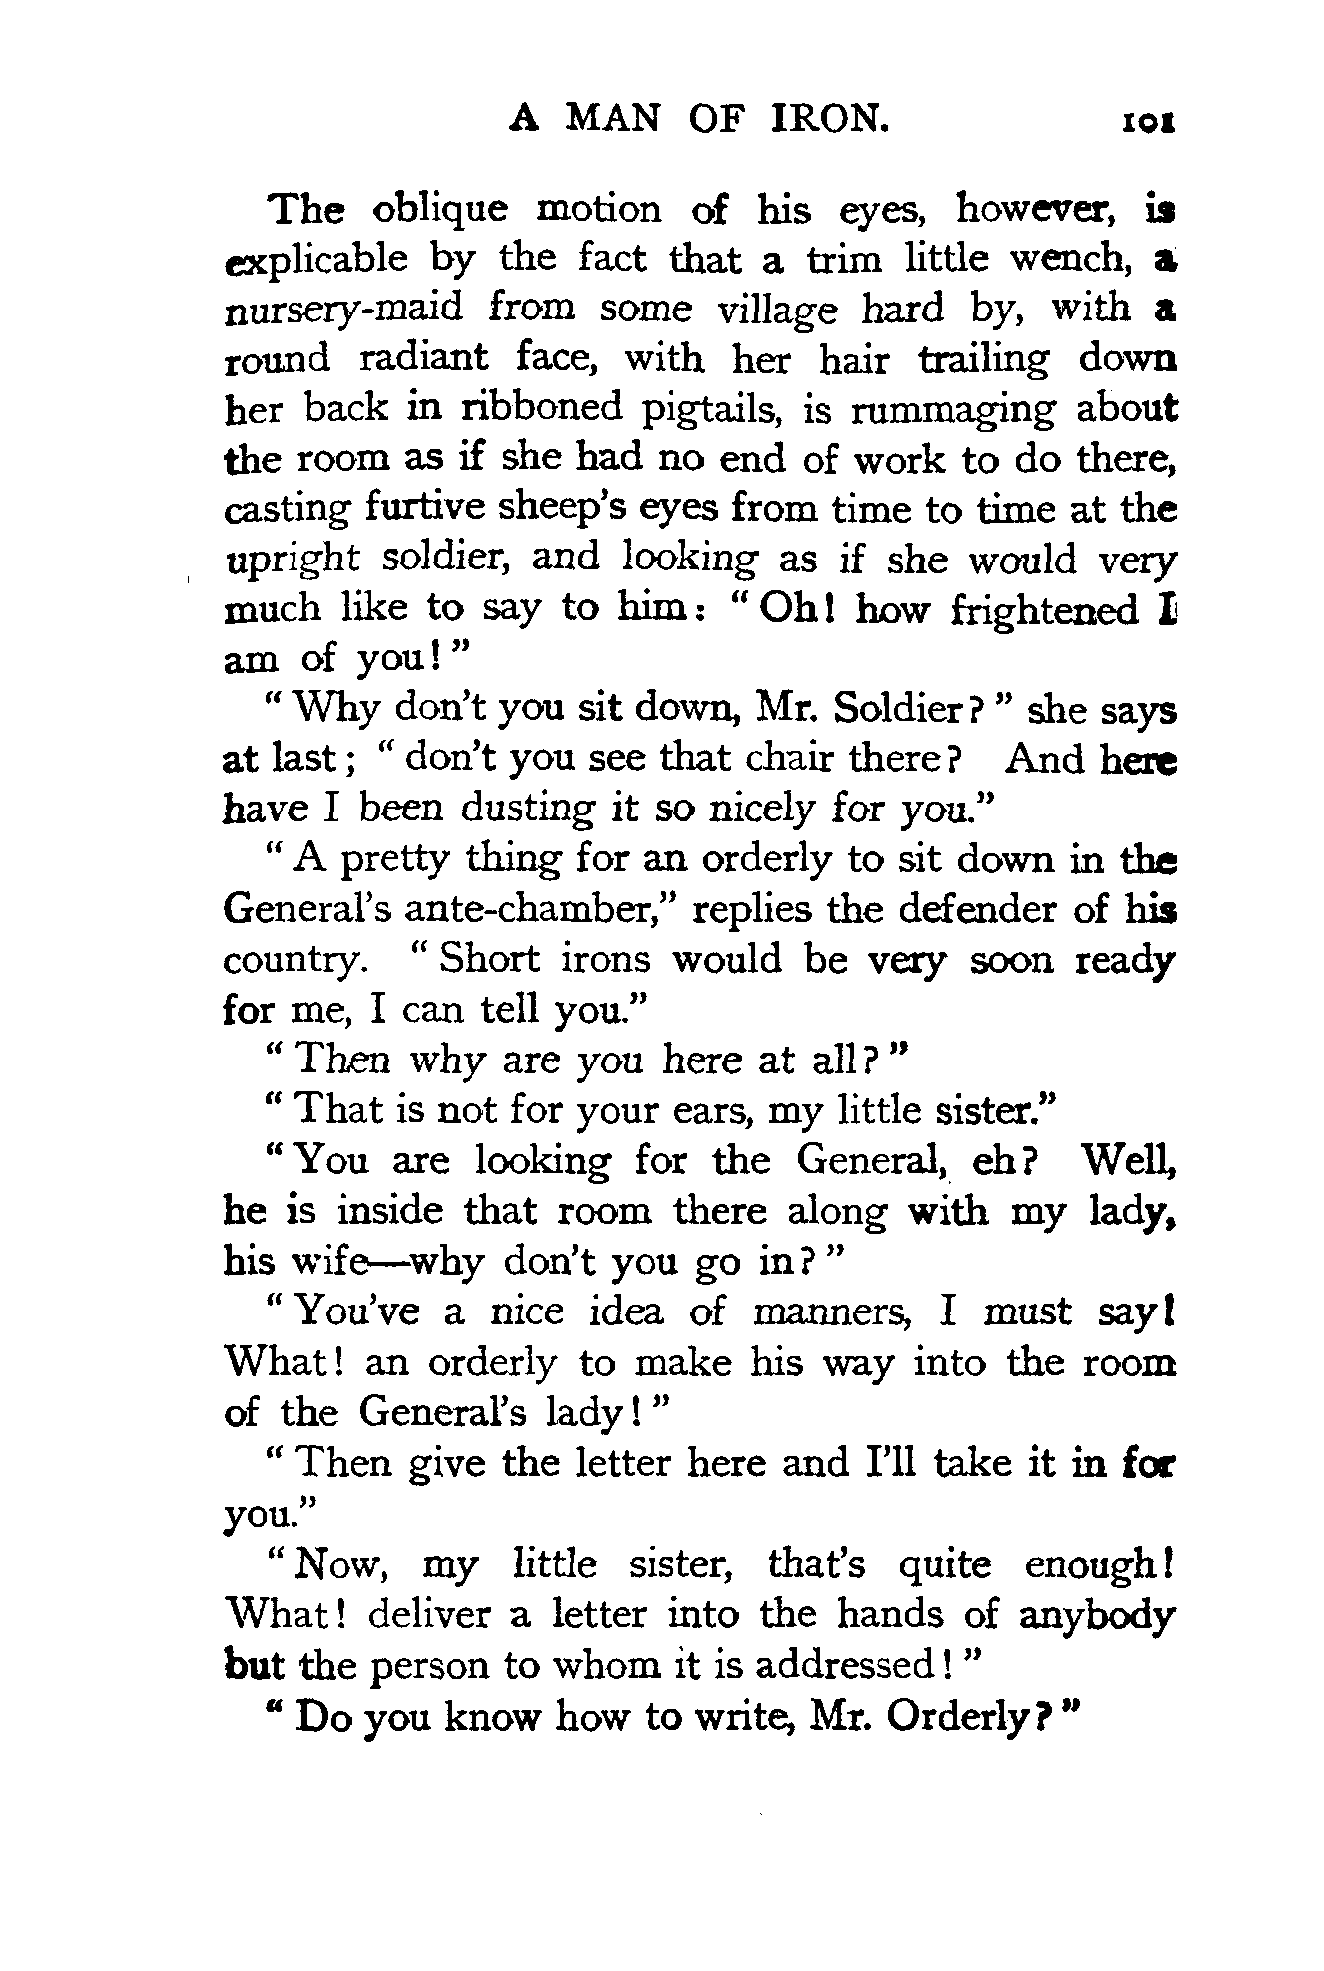 A MAN OF IRON. 101
The oblique motion of his eyes, however, is
explicable by the fact that a trim little wench, a
nursery-maid from some village hard by, with a
round radiant face, with her hair trailing down
her back in ribboned pigtails, is rummaging about
the room as if she had no end of work to do there,
casting furtive sheep's eyes from time to time at the
upright soldier, and looking as if she would very
much like to say to him: "Oh! how frightened I
am of you!"
"Why don't you sit down, Mr. Soldier?" she says
at last; "don't you see that chair there? And here
have I been dusting it so nicely for you."
"A pretty thing for an orderly to sit down in the
General's ante-chamber," replies the defender of his
country. "Short irons would be very soon ready
for me, I can tell you."
"Then why are you here at all?"
"That is not for your ears, my little sister."
"You are looking for the General, eh? Well,
he is inside that room there along with my lady,
his wife—why don't you go in?"
"You've a nice idea of manners, I must say!
What! an orderly to make his way into the room
of the General's lady!"
"Then give the letter here and I'll take it in for
you."
"Now, my little sister, that's quite enough!
What! deliver a letter into the hands of anybody
but the person to whom it is addressed!"
"Do you know how to write, Mr. Orderly?"